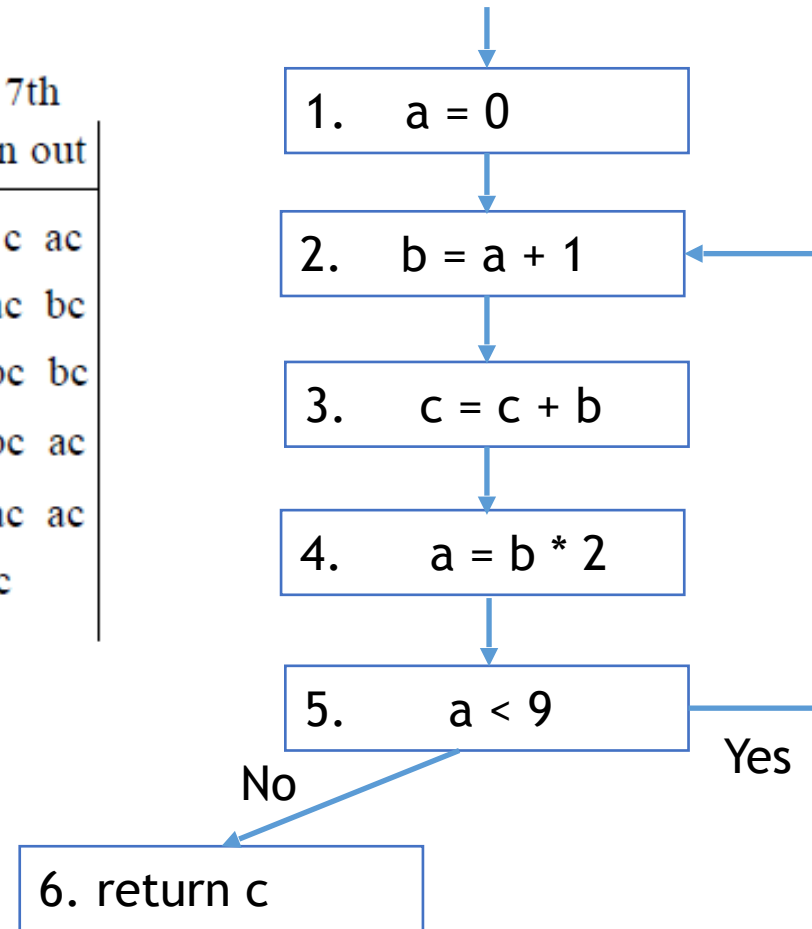 7th
out
c ac
bc
bc
ac
ac
1. a = 0
2. b = a + 1
3. c = c + b
4. a = b * 2
5. a < 9
Yes
No
6. return c